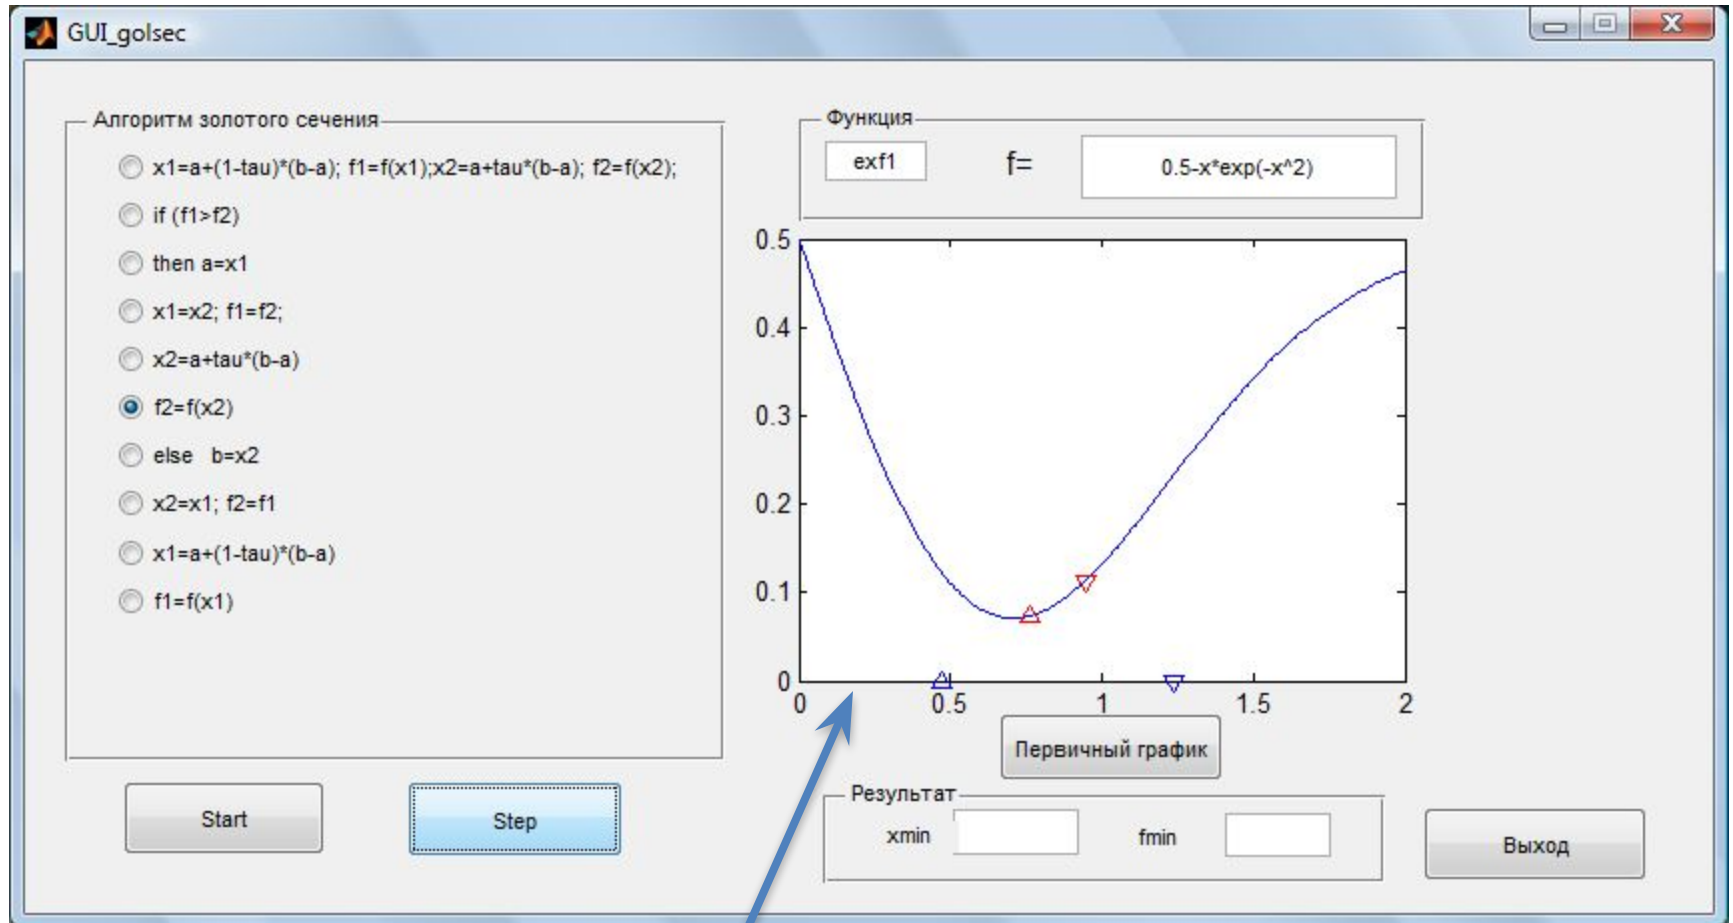 GUI_golsec
Алгоритм золотого сечения
x1=a+(1-tau)*(b-a); f1=f(x1);x2=a+tau*(b-a); f2=f(x2);
if (f1>f2)
then a=x1
x1=x2; f1=f2;
x2=a+tau*(b-a)
f2=f(x2)
else b=x2
x2=x1; f2=f1
x1=a+(1-tau)*(b-a)
f1=f(x1)
Start
Step
Функция
exf1 f= 0.5-x*exp(-x^2)
0.5
0.4
0.3
0.2
0.1
0
0 0.5 1 1.5 2
Первичный график
Результат
xmin fmin
Выход